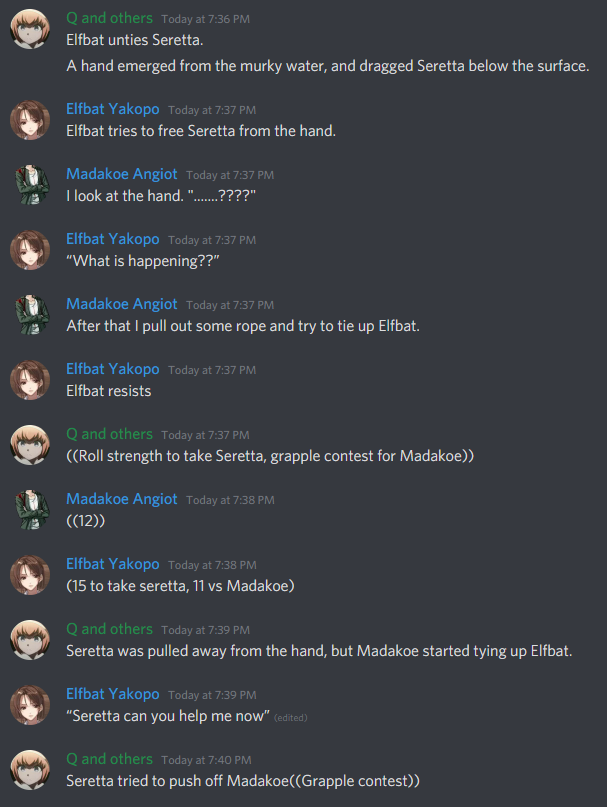 Q and others Today at 7:36 PM
Elfbat unties Seretta.
A hand emerged from the murky water, and dragged Seretta below the surface.
Elfbat Yakopo Today at 7:37 PM
Elfbat tries to free Seretta from the hand.
Madakoe Angiot Today at 7:37 PM
I look at the hand. ".......????"
Elfbat Yakopo Today at 7:37 PM
“What is happening??”
Madakoe Angiot Today at 7:37 PM
After that I pull out some rope and try to tie up Elfbat.
Elfbat Yakopo Today at 7:37 PM
Elfbat resists
Q and others Today at 7:37 PM
((Roll strength to take Seretta, grapple contest for Madakoe))
Madakoe Angiot Today at 7:38 PM
((12))
Elfbat Yakopo Today at 7:38 PM
(15 to take seretta, 11 vs Madakoe)
Q and others Today at 7:39 PM
Seretta was pulled away from the hand, but Madakoe started tying up Elfbat.
Elfbat Yakopo Today at 7:39 PM
“Seretta can you help me now” (edited)
Q and others Today at 7:40 PM
Seretta tried to push off Madakoe((Grapple contest))